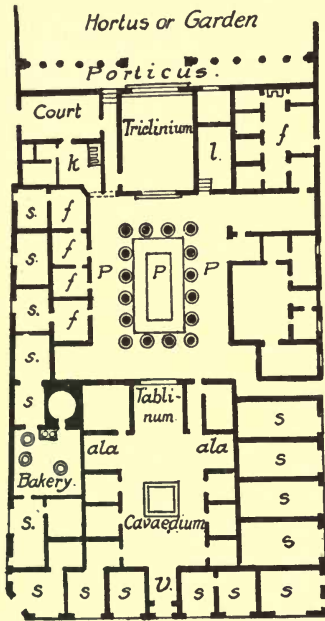 Hortus or Garden
Porticus.
Court
Triclinium
f
l.
k
s. f
s. f
P P P
s. f
f
s.
s
Tabli-
num.
s
ala ala
s
Bakery.
s
Cavaedium
s.
s
s s s v. s s s